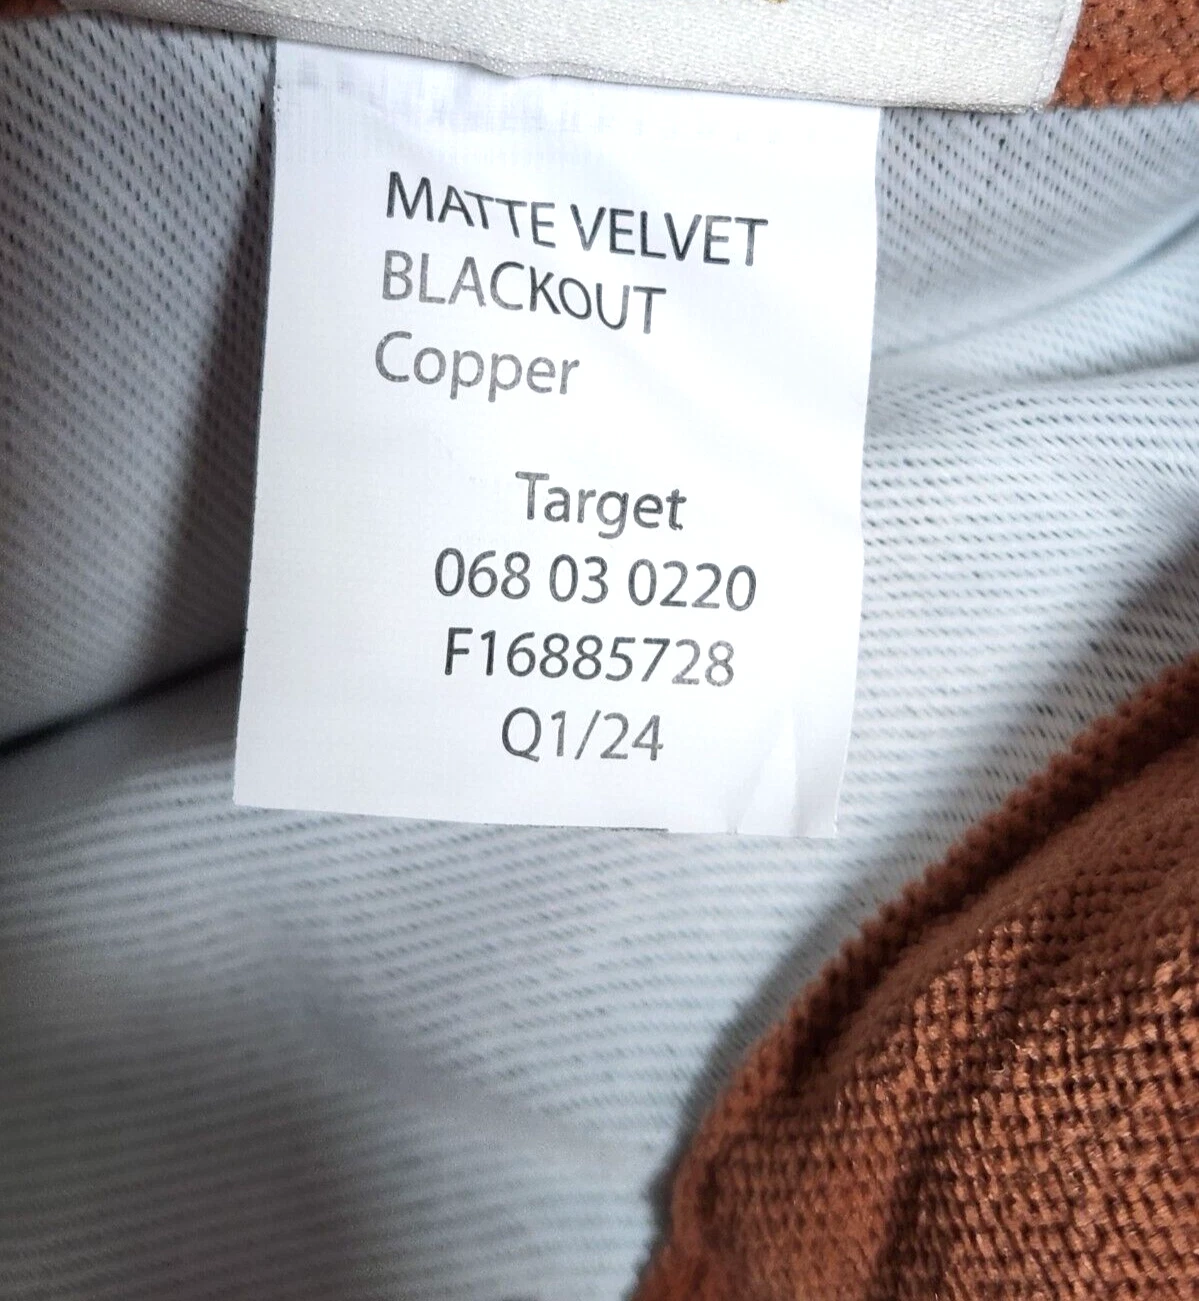 MATTE VELVET
BLACKOUT
Copper
Target
068 03 0220
F16885728
Q1/24